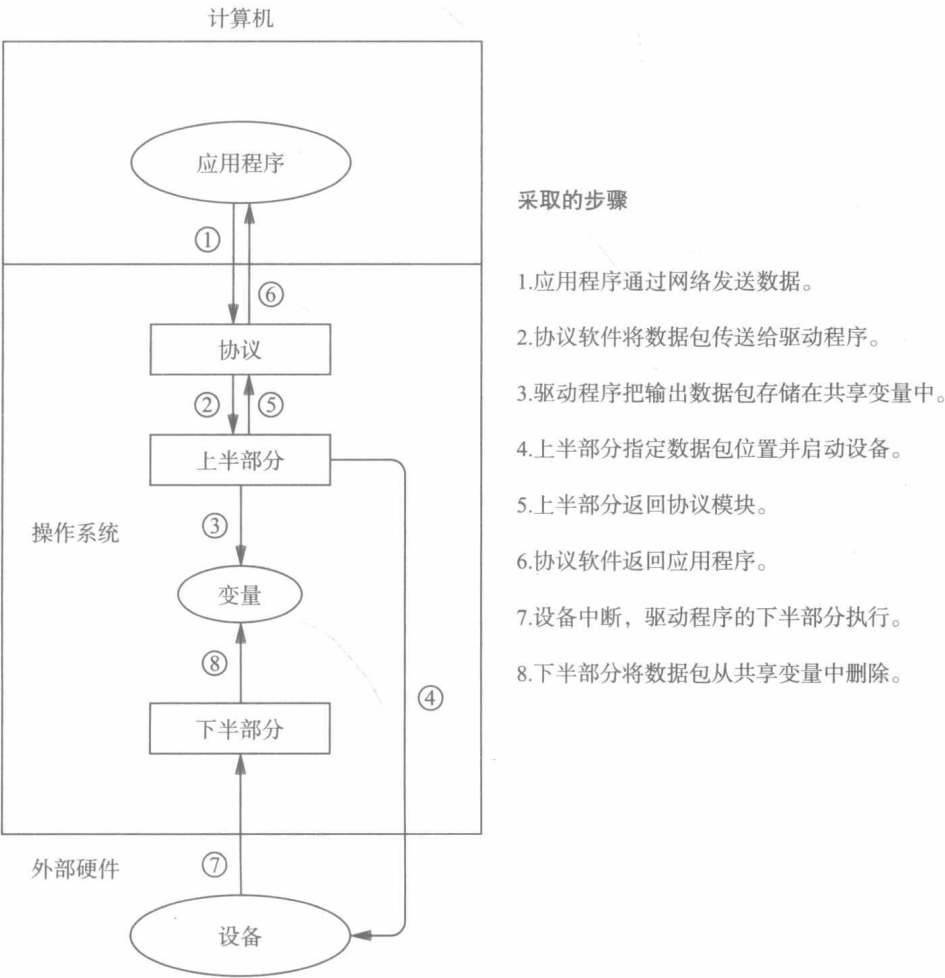 计算机
应用程序
①
⑥
协议
②
⑤
上半部分
③
操作系统
变量
⑧
④
下半部分
外部硬件
⑦
设备
采取的步骤
1.应用程序通过网络发送数据。
2.协议软件将数据包传送给驱动程序。
3.驱动程序把输出数据包存储在共享变量中。
4.上半部分指定数据包位置并启动设备。
5.上半部分返回协议模块。
6.协议软件返回应用程序。
7.设备中断，驱动程序的下半部分执行。
8.下半部分将数据包从共享变量中删除。